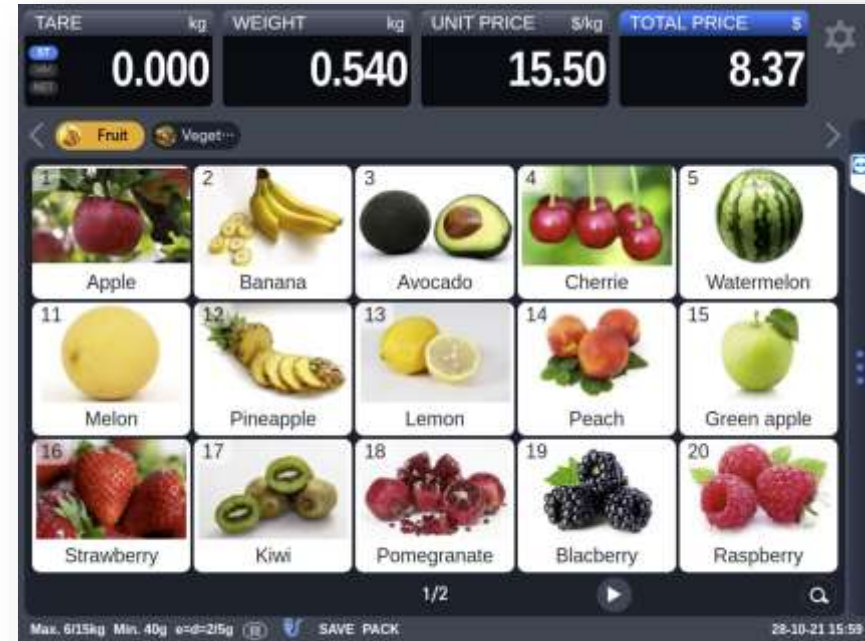 TARE kg WEIGHT kg UNIT PRICE $/kg TOTAL PRICE $
ST
NET
0.000 0.540 15.50 8.37
Fruit Veget...
1 2 3 4 5
Apple Banana Avocado Cherrie Watermelon
11 12 13 14 15
Melon Pineapple Lemon Peach Green apple
16 17 18 19 20
Strawberry Kiwi Pomegranate Blacberry Raspberry
1/2
Max. 6/15kg Min. 40g e=d=2/5g SAVE PACK 28-10-21 15:59